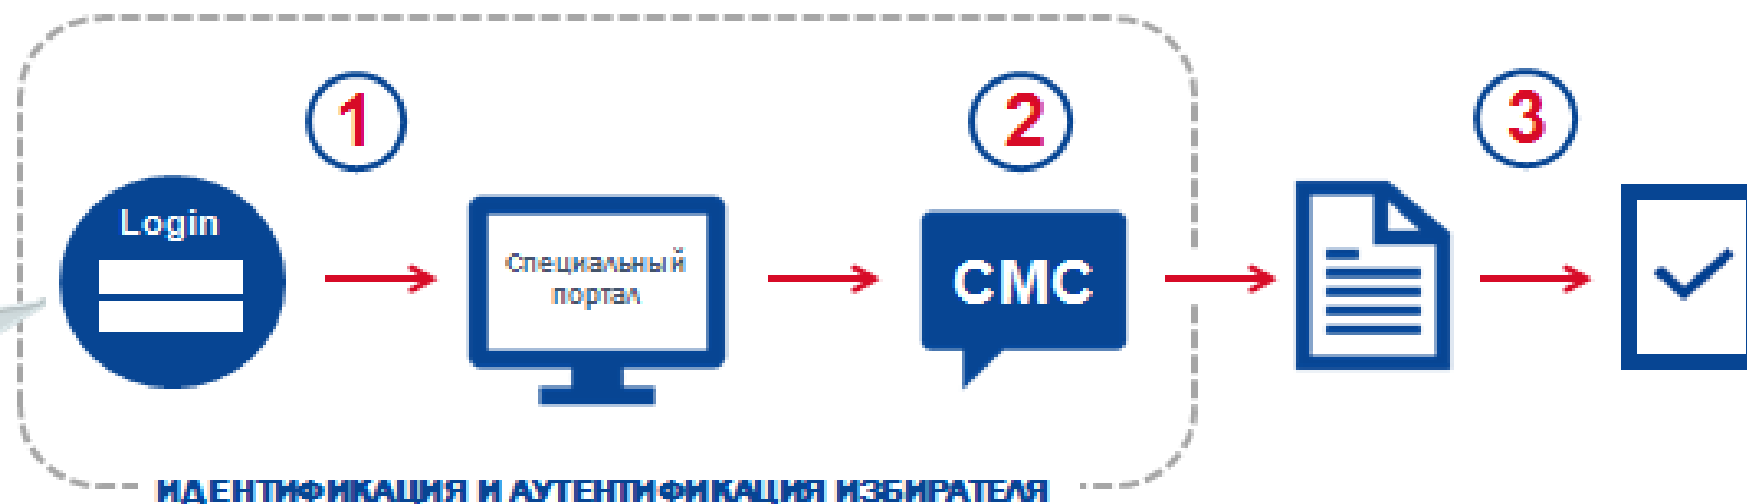 1
2
3
Login
Специальный
портал
СМС
ИДЕНТИФИКАЦИЯ И АУТЕНТИФИКАЦИЯ ИЗБИРАТЕЛЯ